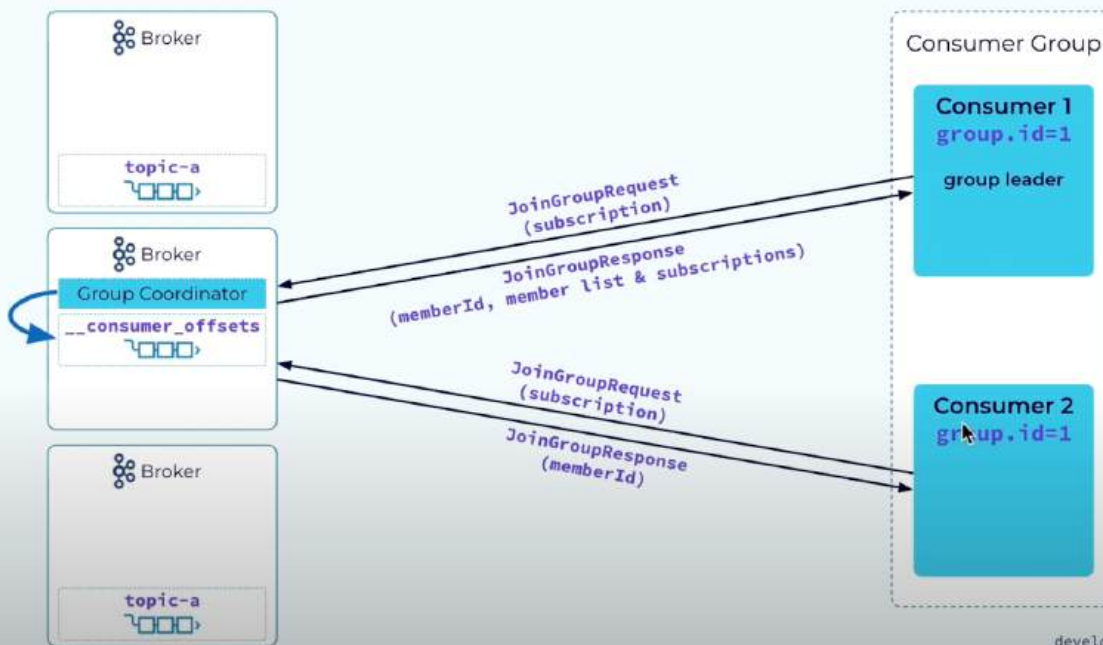 Broker
topic-a
Broker
Group Coordinator
__consumer_offsets
Broker
topic-a
JoinGroupRequest
(subscription)
JoinGroupResponse
(memberId, member list & subscriptions)
JoinGroupRequest
(subscription)
JoinGroupResponse
(memberId)
Consumer Group
Consumer 1
group.id=1
group leader
Consumer 2
group.id=1
develo